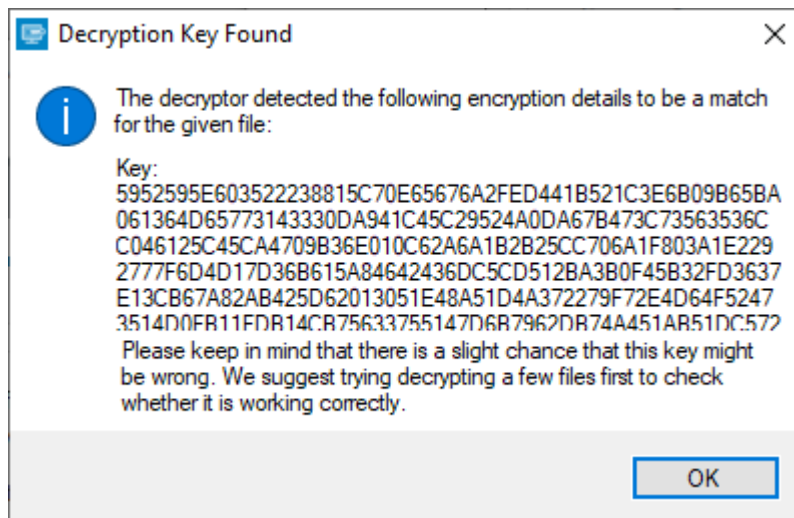 Decryption Key Found
The decryptor detected the following encryption details to be a match
for the given file:
Key:
5952595E603522238815C70E65676A2FED441B521C3E6B09B65BA
061364D65773143330DA941C45C29524A0DA67B473C73563536C
C046125C45CA4709B36E010C62A6A1B2B25CC706A1F803A1E229
2777F6D4D17D36B615A84642436DC5CD512BA3B0F45B32FD3637
E13CB67A82AB425D62013051E48A51D4A372279F72E4D64F5247
3514D0FB11FDB14CB75633755147D6B7962DB74A451AB51DC572
Please keep in mind that there is a slight chance that this key might
be wrong. We suggest trying decrypting a few files first to check
whether it is working correctly.
OK